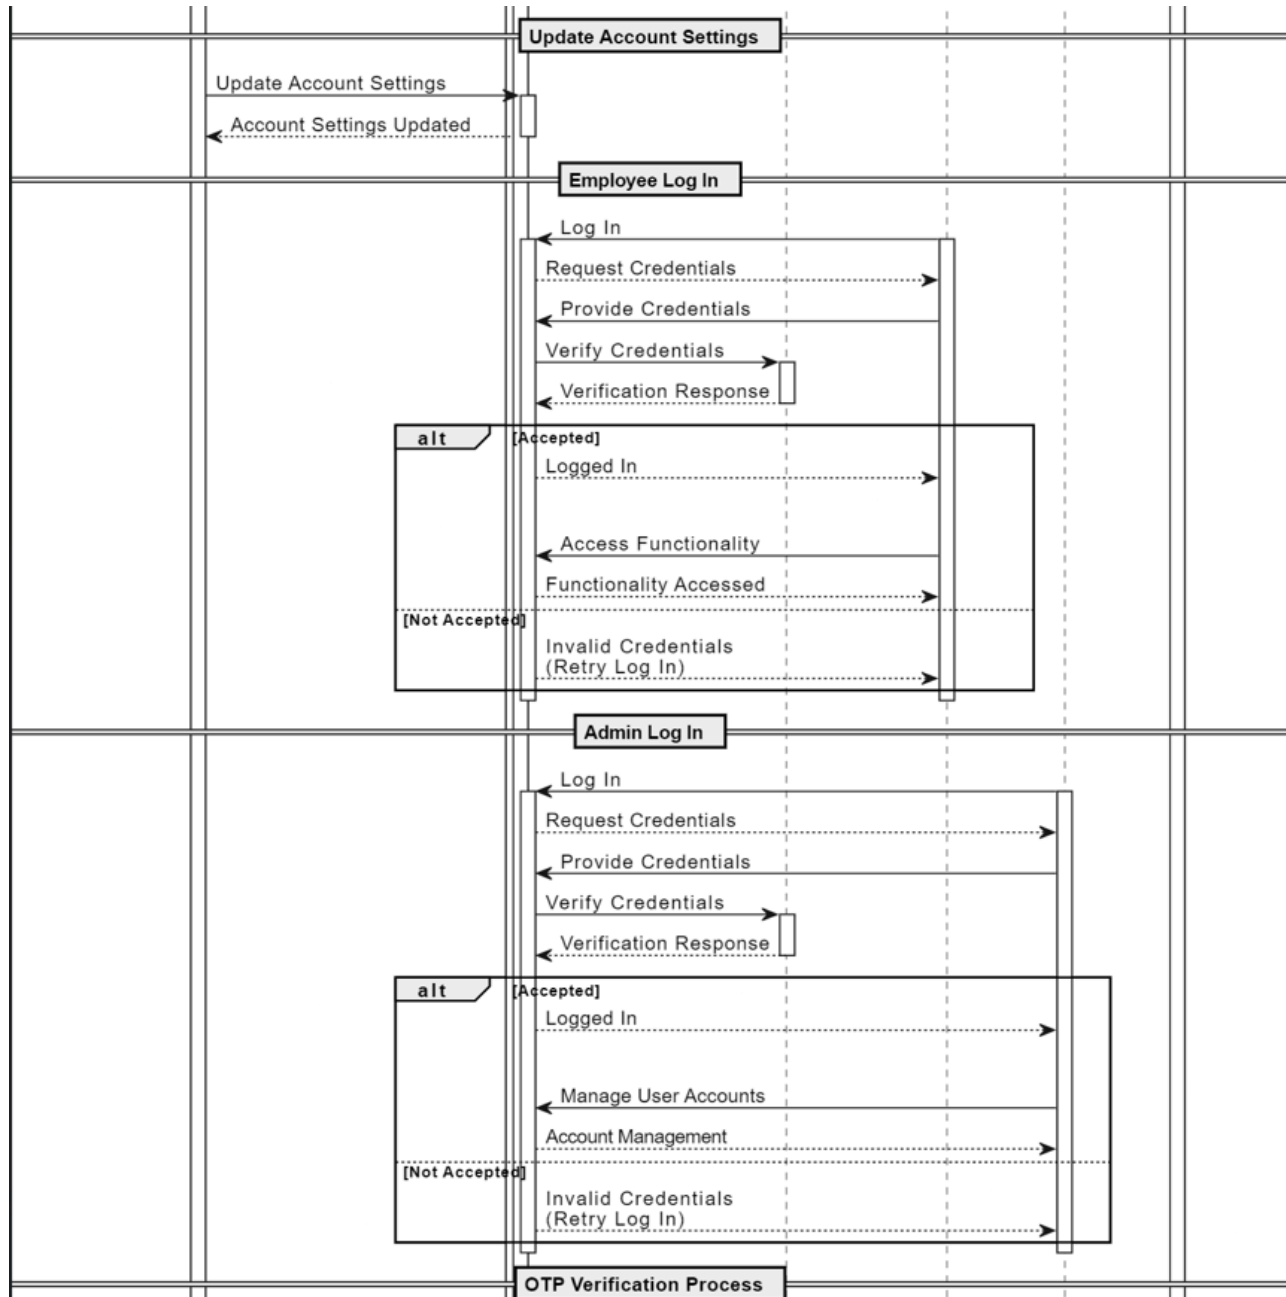 Update Account Settings
Update Account Settings
Account Settings Updated
Employee Log In
Log In
Request Credentials
Provide Credentials
Verify Credentials
Verification Response
alt [Accepted]
Logged In
Access Functionality
Functionality Accessed
[Not Accepted]
Invalid Credentials
(Retry Log In)
Admin Log In
Log In
Request Credentials
Provide Credentials
Verify Credentials
Verification Response
alt [Accepted]
Logged In
Manage User Accounts
Account Management
[Not Accepted]
Invalid Credentials
(Retry Log In)
OTP Verification Process